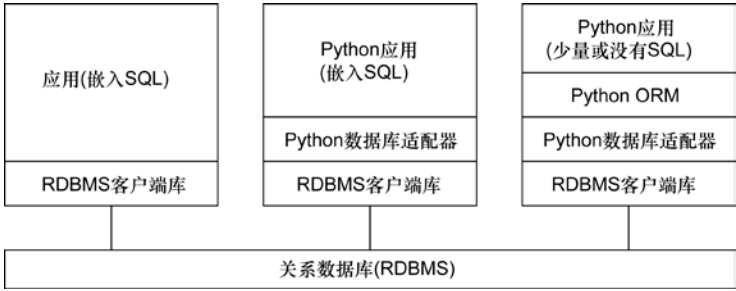 应用(嵌入SQL)
RDBMS客户端库
Python应用
(嵌入SQL)
Python数据库适配器
RDBMS客户端库
Python应用
(少量或没有SQL)
Python ORM
Python数据库适配器
RDBMS客户端库
关系数据库(RDBMS)